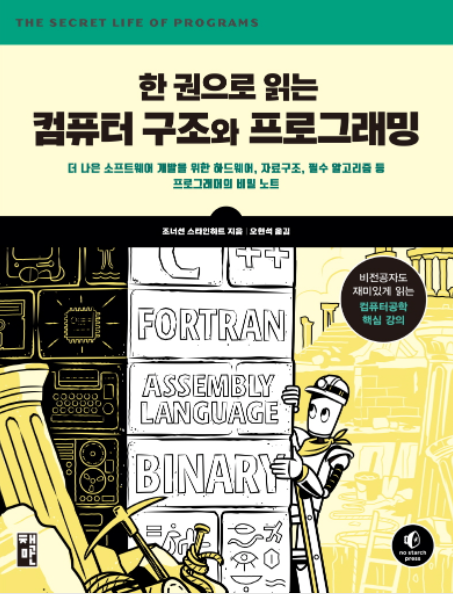 THE SECRET LIFE OF PROGRAMS
한 권으로 읽는
컴퓨터 구조와 프로그래밍
더 나은 소프트웨어 개발을 위한 하드웨어, 자료구조, 필수 알고리즘 등
프로그래머의 비밀 노트
조너선 스타인하트 지음 | 오현석 옮김
비전공자도
재미있게 읽는
컴퓨터공학
핵심 강의
C ++
FORTRAN
ASSEMBLY
LANGUAGE
BINARY
책만
no starch
press